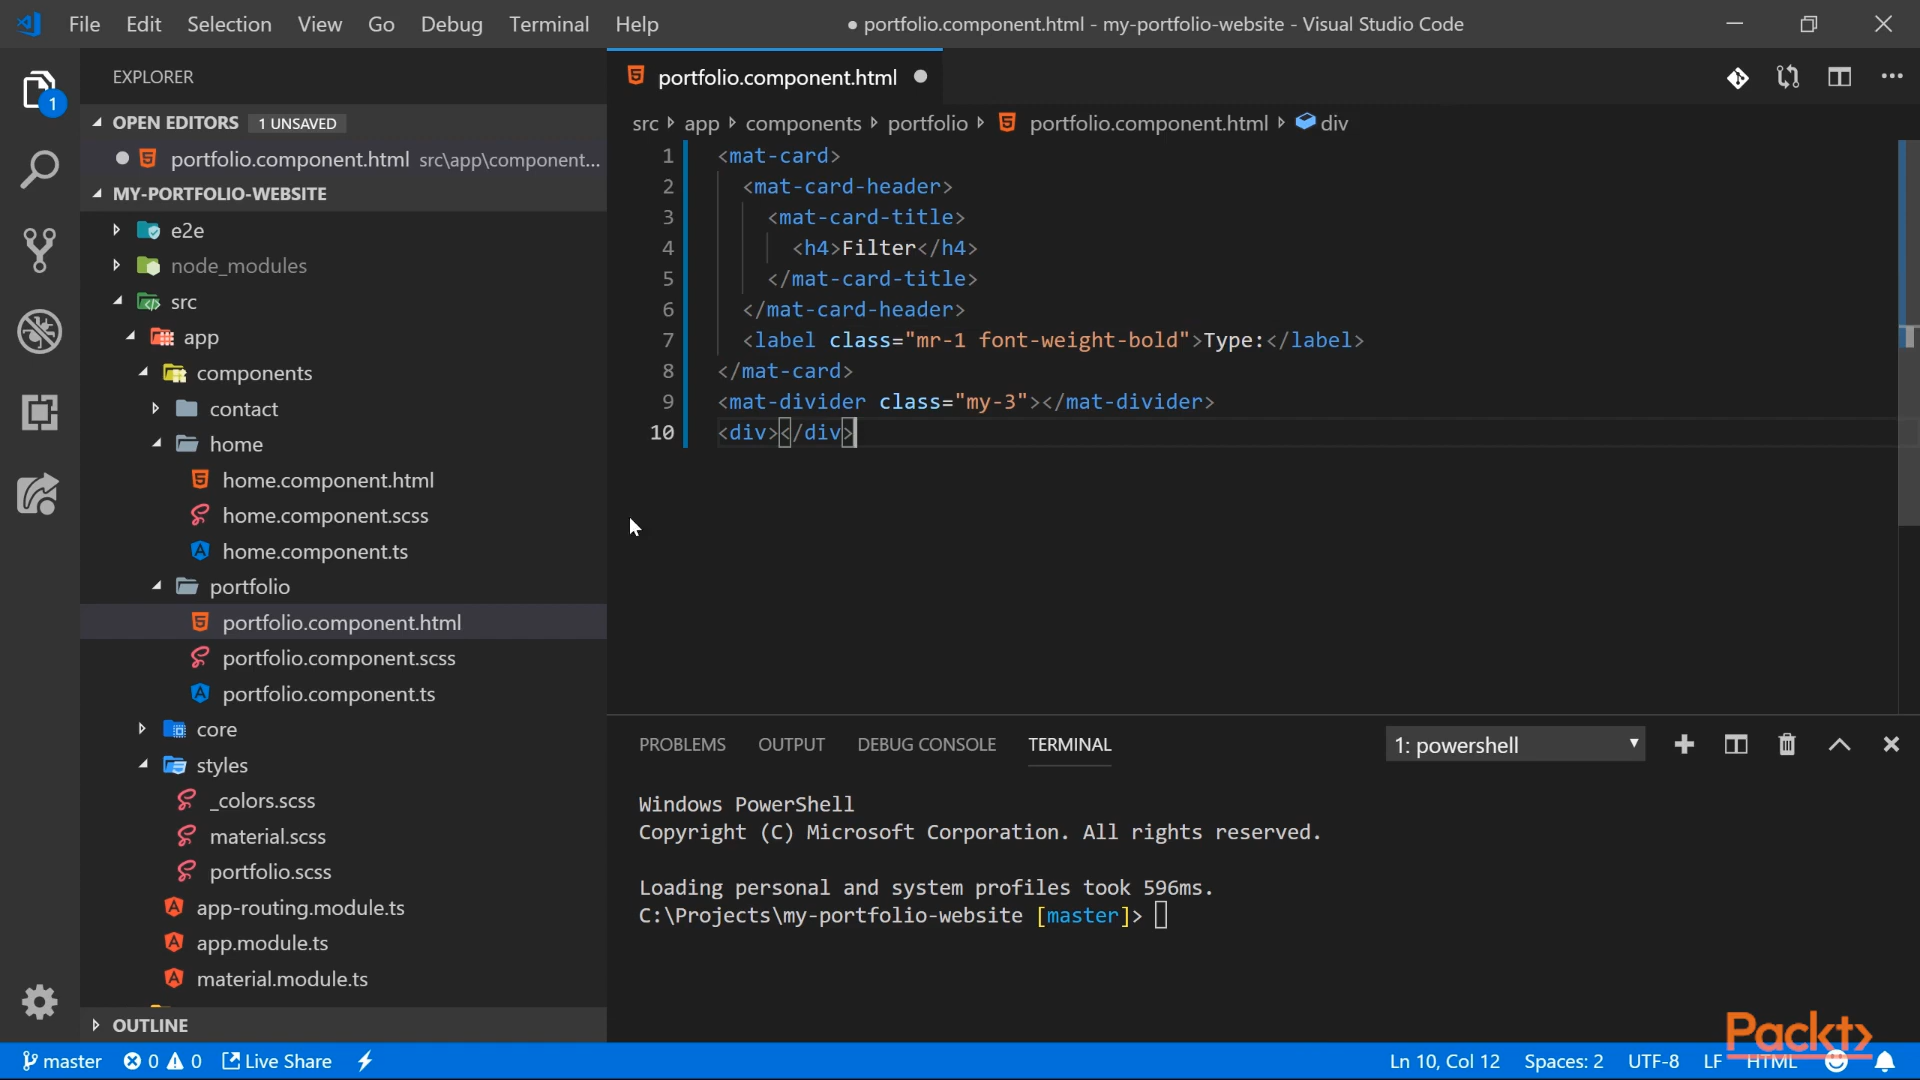 File Edit Selection View Go Debug Terminal Help
● portfolio.component.html - my-portfolio-website - Visual Studio Code
EXPLORER
1
OPEN EDITORS 1 UNSAVED
portfolio.component.html src\app\component...
MY-PORTFOLIO-WEBSITE
e2e
node_modules
src
app
components
contact
home
home.component.html
home.component.scss
home.component.ts
portfolio
portfolio.component.html
portfolio.component.scss
portfolio.component.ts
core
styles
_colors.scss
material.scss
portfolio.scss
app-routing.module.ts
app.module.ts
material.module.ts
OUTLINE
portfolio.component.html
src app components portfolio portfolio.component.html div
1 <mat-card>
2 <mat-card-header>
3 <mat-card-title>
4 <h4>Filter</h4>
5 </mat-card-title>
6 </mat-card-header>
7 <label class="mr-1 font-weight-bold">Type:</label>
8 </mat-card>
9 <mat-divider class="my-3"></mat-divider>
10 <div></div>
PROBLEMS OUTPUT DEBUG CONSOLE TERMINAL 1: powershell
Windows PowerShell
Copyright (C) Microsoft Corporation. All rights reserved.
Loading personal and system profiles took 596ms.
C:\Projects\my-portfolio-website [master]>
Packt>
master 0 0 Live Share Ln 10, Col 12 Spaces: 2 UTF-8 LF HTML